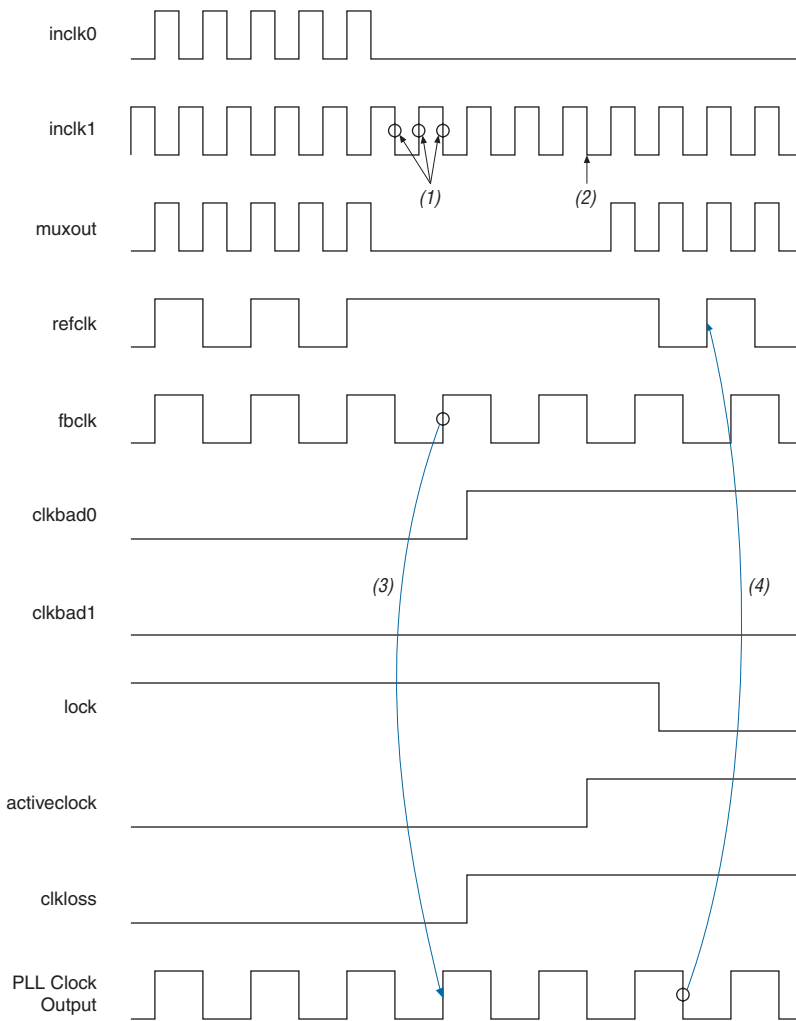 inclk0
inclk1
(1)
(2)
muxout
refclk
fbclk
clkbad0
(3)
(4)
clkbad1
lock
activeclock
clkloss
PLL Clock
Output